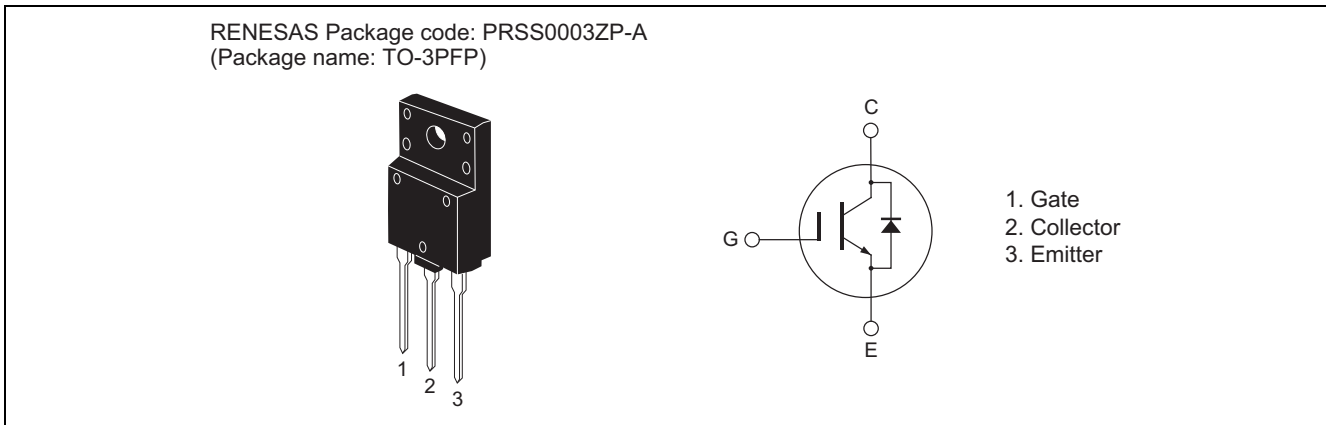 RENESAS Package code: PRSS0003ZP-A
(Package name: TO-3PFP)
1
2
3
C
G
E
1. Gate
2. Collector
3. Emitter